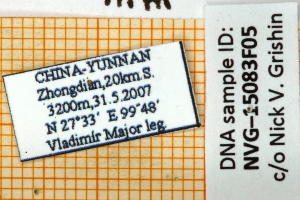 CHINA-YUNNAN
Zhongdian,20km.S.
3200m,31.5.2007
N 27°33' E 99°48'
Vladimir Major leg.
DNA sample ID:
NVG-15083F05
c/o Nick V. Grishin